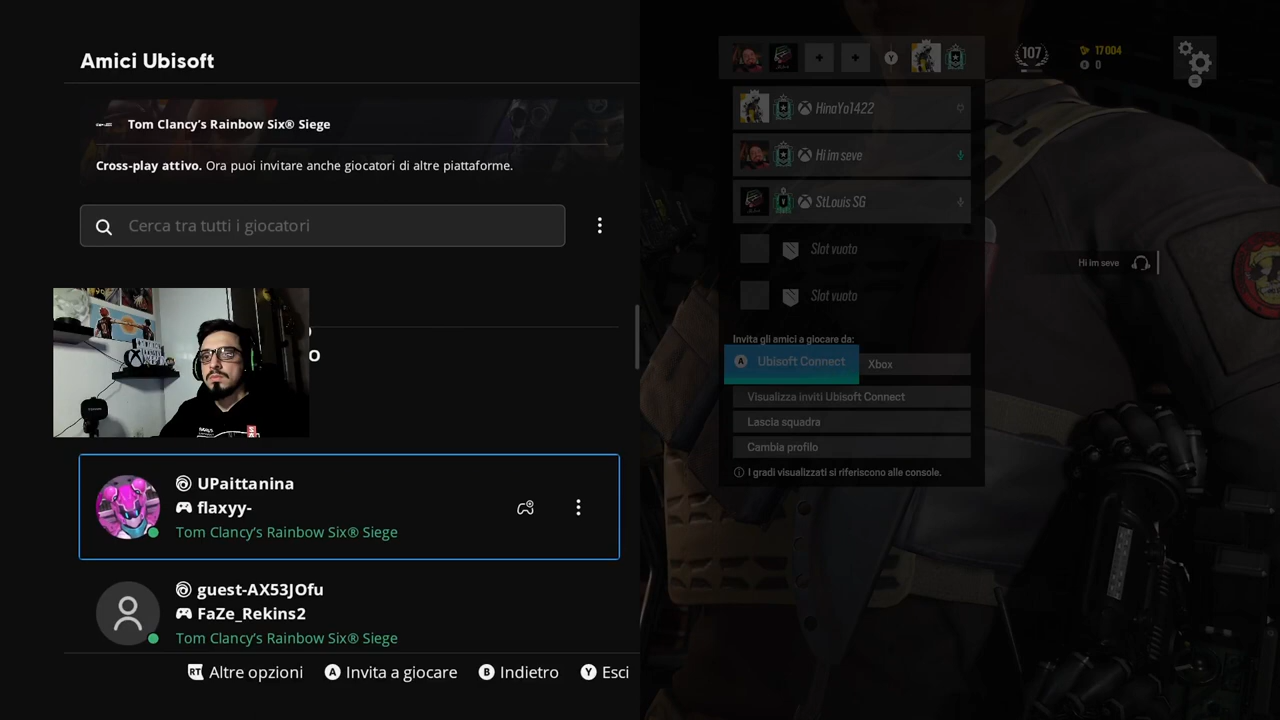 Amici Ubisoft
Tom Clancy's Rainbow Six® Siege
Cross-play attivo. Ora puoi invitare anche giocatori di altre piattaforme.
Cerca tra tutti i giocatori
UPaittanina
flaxyy-
Tom Clancy's Rainbow Six® Siege
guest-AX53JOfu
FaZe_Rekins2
Tom Clancy's Rainbow Six® Siege
RT Altre opzioni
A Invita a giocare
B Indietro
Y Esci
Y
107
17 004
0
HinaYo1422
Hi im seve
StLouis SG
Slot vuoto
Slot vuoto
Hi im seve
Invita gli amici a giocare da:
A Ubisoft Connect
Xbox
Visualizza inviti Ubisoft Connect
Lascia squadra
Cambia profilo
I gradi visualizzati si riferiscono alle console.